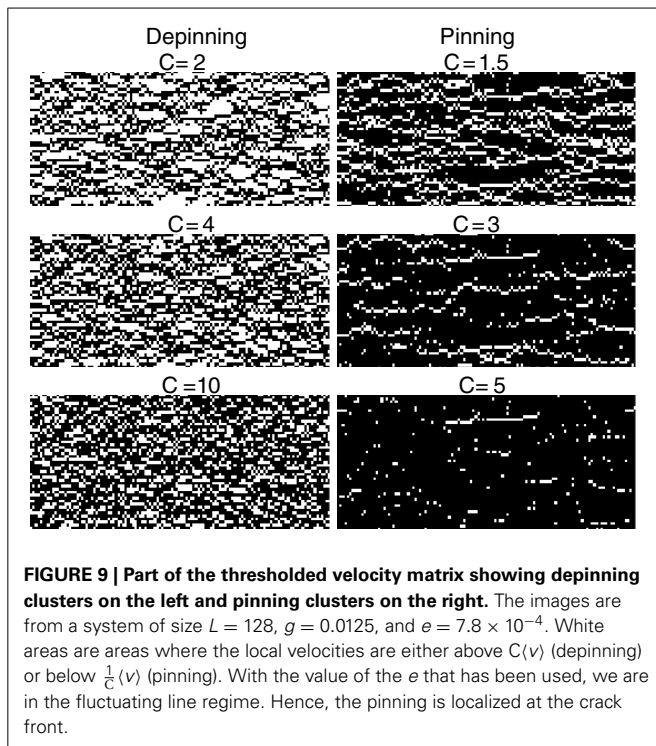 Depinning Pinning
C= 2 C=1.5
C= 4 C= 3
C =10 C= 5
FIGURE 9 | Part of the thresholded velocity matrix showing depinning
clusters on the left and pinning clusters on the right. The images are
from a system of size L = 128, g = 0.0125, and e = 7.8 × 10⁻⁴. White
areas are areas where the local velocities are either above C⟨v⟩ (depinning)
or below 1/C ⟨v⟩ (pinning). With the value of the e that has been used, we are
in the fluctuating line regime. Hence, the pinning is localized at the crack
front.